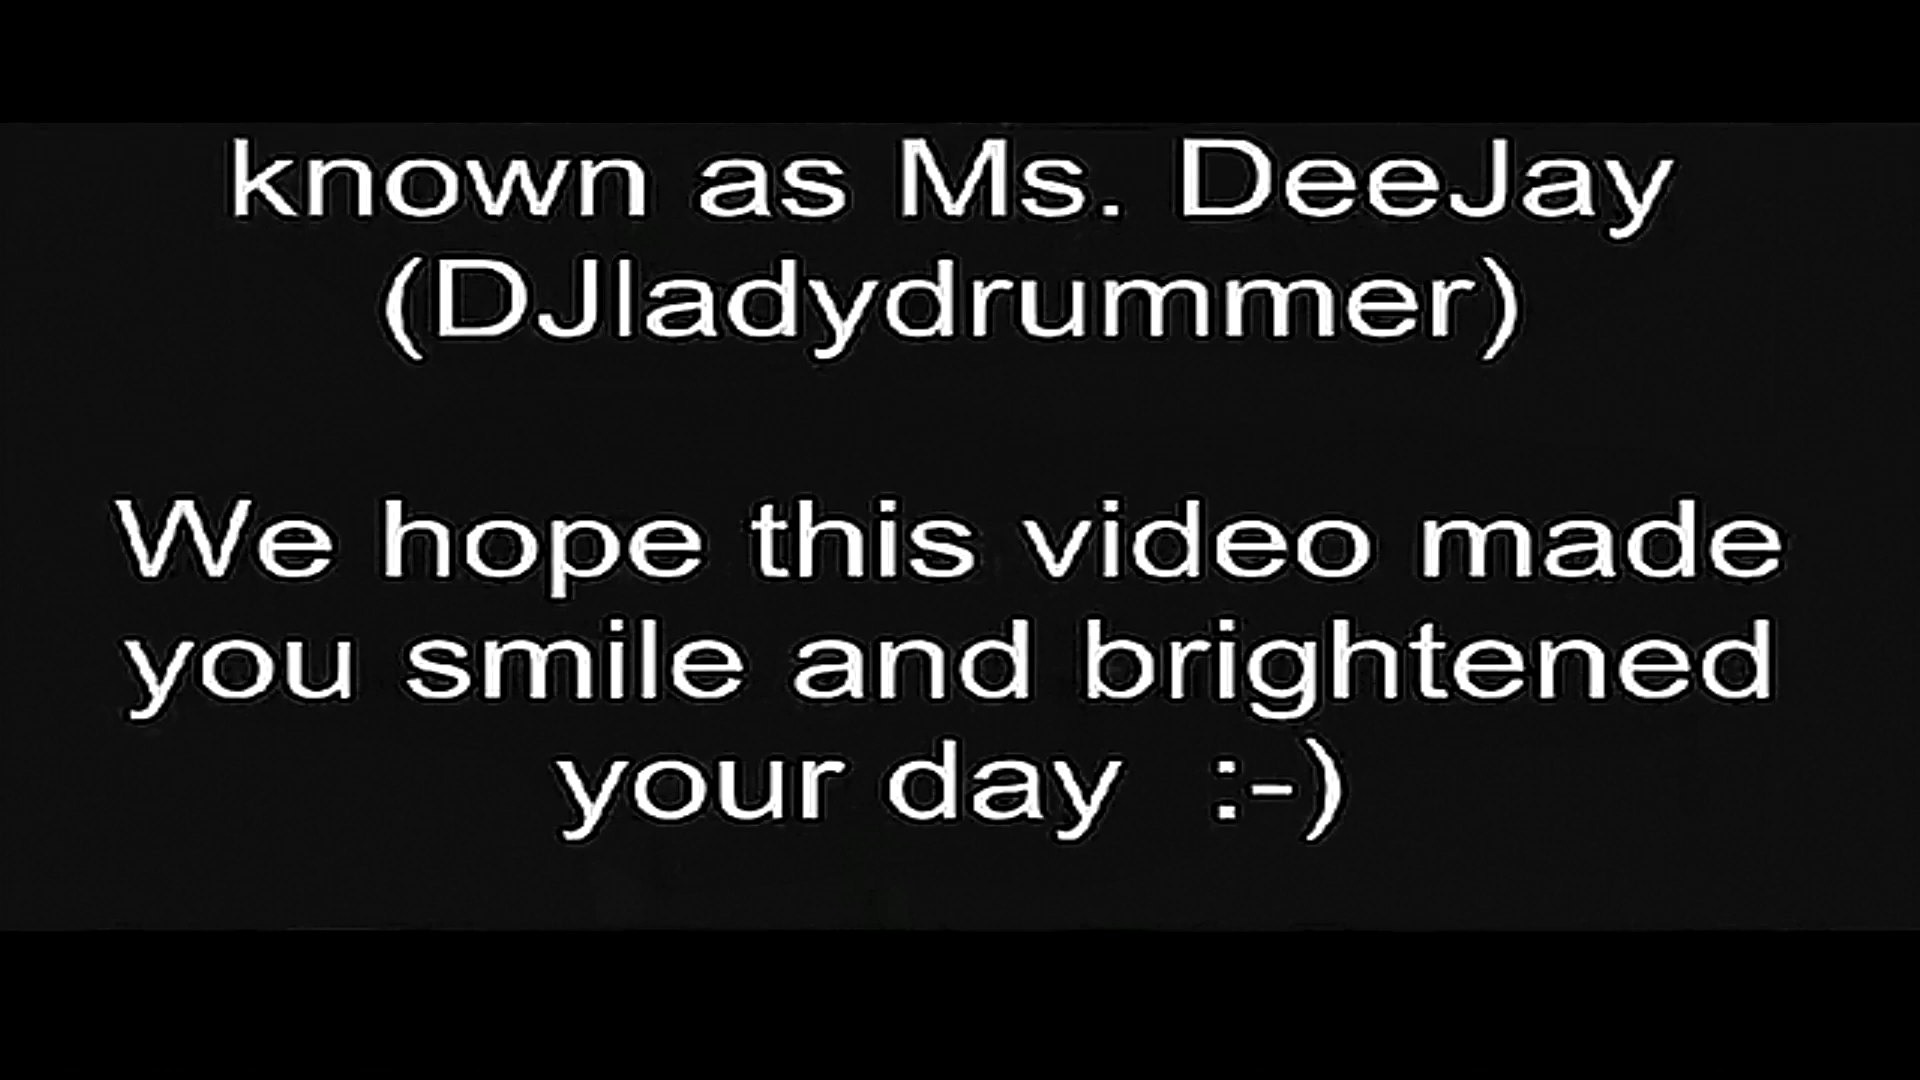 known as Ms. DeeJay
(DJladydrummer)
We hope this video made
you smile and brightened
your day  :-)